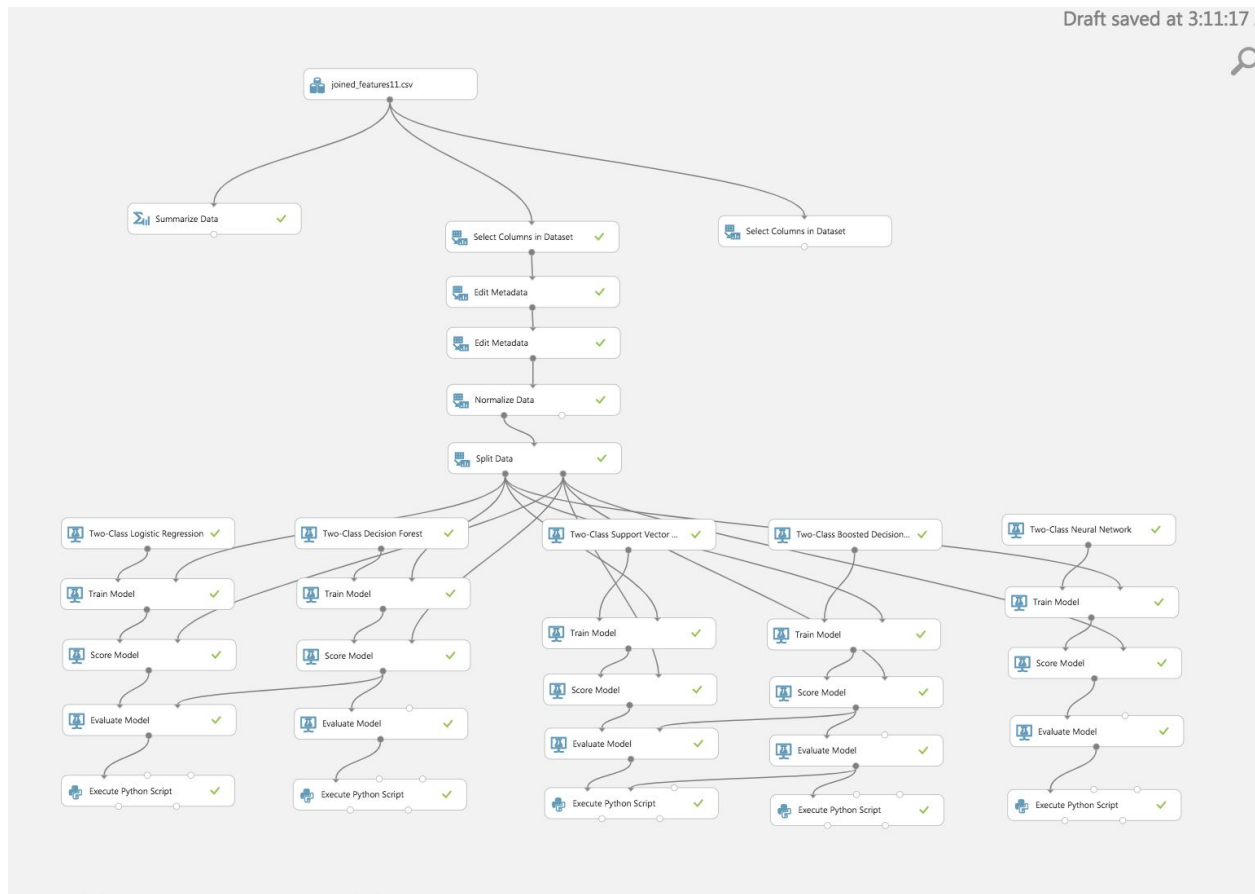 Draft saved at 3:11:17
joined_features11.csv
Summarize Data
Select Columns in Dataset
Select Columns in Dataset
Edit Metadata
Edit Metadata
Normalize Data
Split Data
Two-Class Logistic Regression
Two-Class Decision Forest
Two-Class Support Vector ...
Two-Class Boosted Decision...
Two-Class Neural Network
Train Model
Train Model
Train Model
Train Model
Train Model
Score Model
Score Model
Score Model
Score Model
Score Model
Evaluate Model
Evaluate Model
Evaluate Model
Evaluate Model
Evaluate Model
Execute Python Script
Execute Python Script
Execute Python Script
Execute Python Script
Execute Python Script